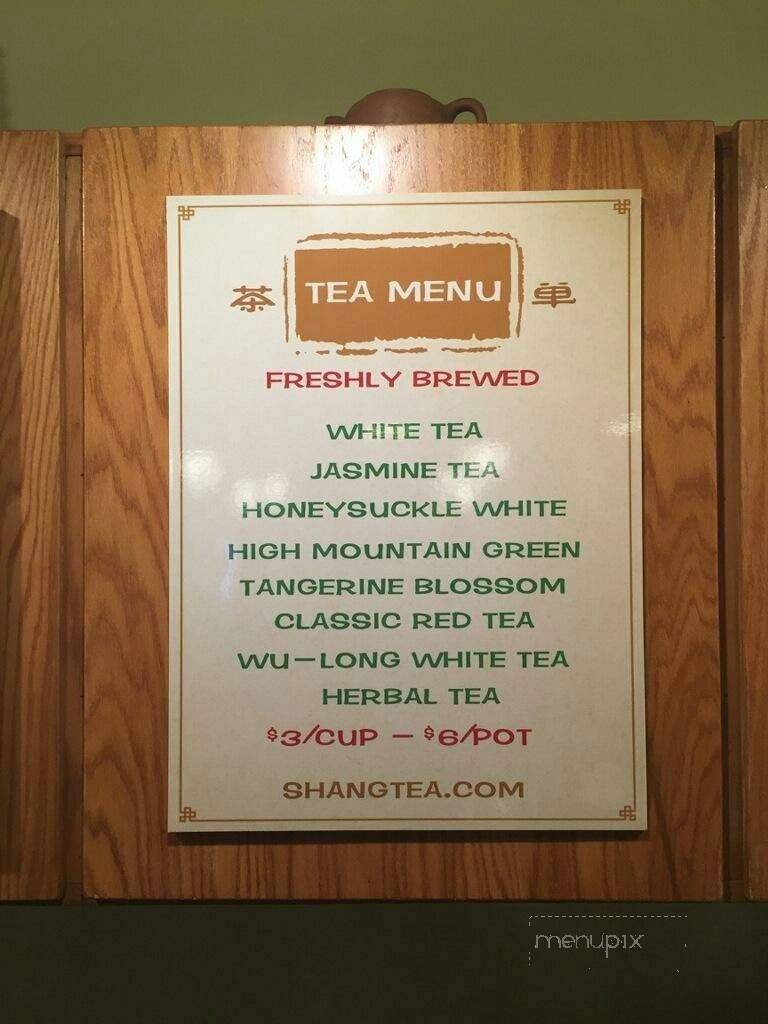 茶 TEA MENU 单
FRESHLY BREWED
WHITE TEA
JASMINE TEA
HONEYSUCKLE WHITE
HIGH MOUNTAIN GREEN
TANGERINE BLOSSOM
CLASSIC RED TEA
WU-LONG WHITE TEA
HERBAL TEA
$3/CUP - $6/POT
SHANGTEA.COM
menupix